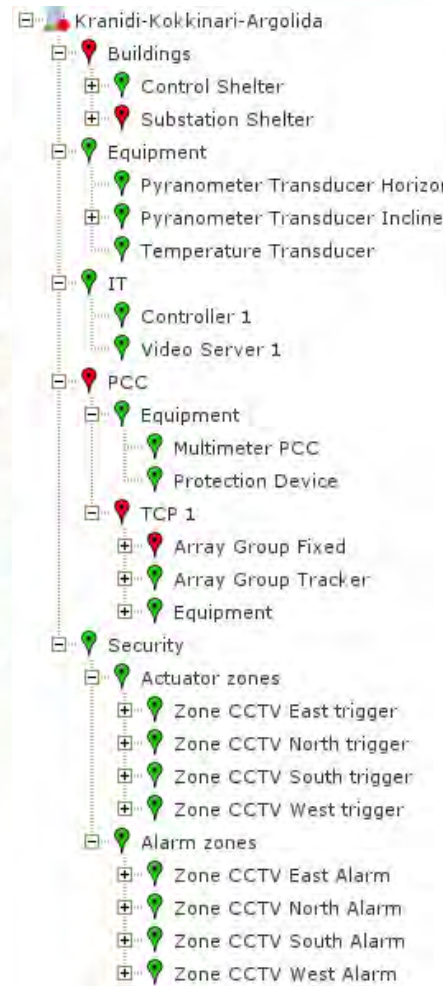 Kranidi-Kokkinari-Argolida
Buildings
Control Shelter
Substation Shelter
Equipment
Pyranometer Transducer Horizo
Pyranometer Transducer Incline
Temperature Transducer
IT
Controller 1
Video Server 1
PCC
Equipment
Multimeter PCC
Protection Device
TCP 1
Array Group Fixed
Array Group Tracker
Equipment
Security
Actuator zones
Zone CCTV East trigger
Zone CCTV North trigger
Zone CCTV South trigger
Zone CCTV West trigger
Alarm zones
Zone CCTV East Alarm
Zone CCTV North Alarm
Zone CCTV South Alarm
Zone CCTV West Alarm